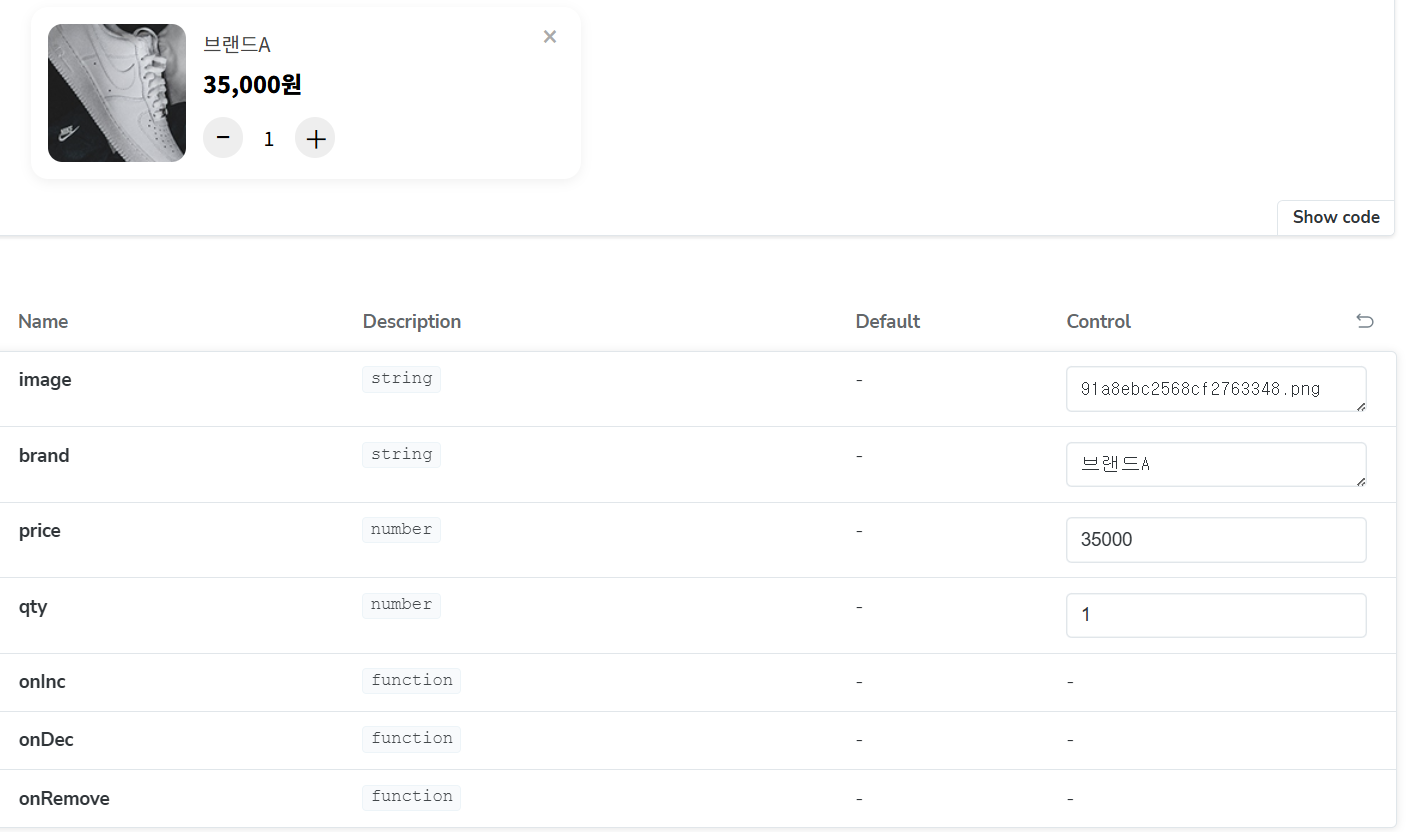 브랜드A ×
35,000원
− 1 +
Show code
Name Description Default Control
image string - 91a8ebc2568cf2763348.png
brand string - 브랜드A
price number - 35000
qty number - 1
onInc function - -
onDec function - -
onRemove function - -